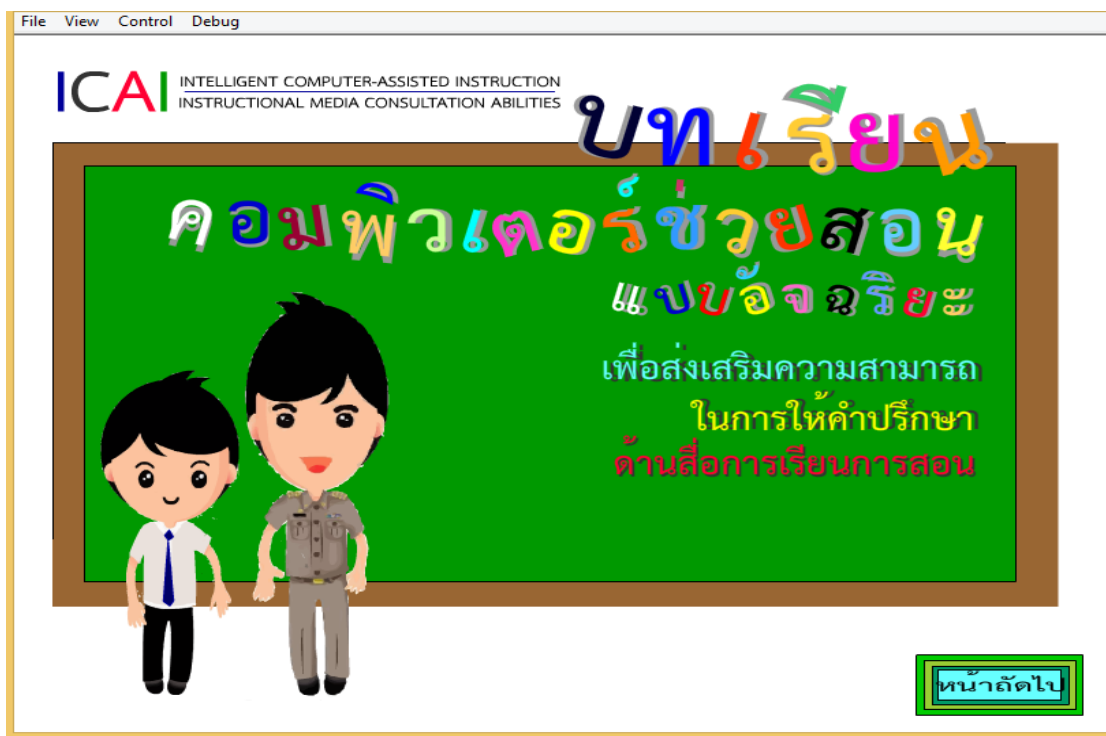 File View Control Debug
ICAI
INTELLIGENT COMPUTER-ASSISTED INSTRUCTION
INSTRUCTIONAL MEDIA CONSULTATION ABILITIES
บทเรียน
คอมพิวเตอร์ช่วยสอน
แบบอัจฉริยะ
เพื่อส่งเสริมความสามารถ
ในการให้คำปรึกษา
ด้านสื่อการเรียนการสอน
หน้าถัดไป